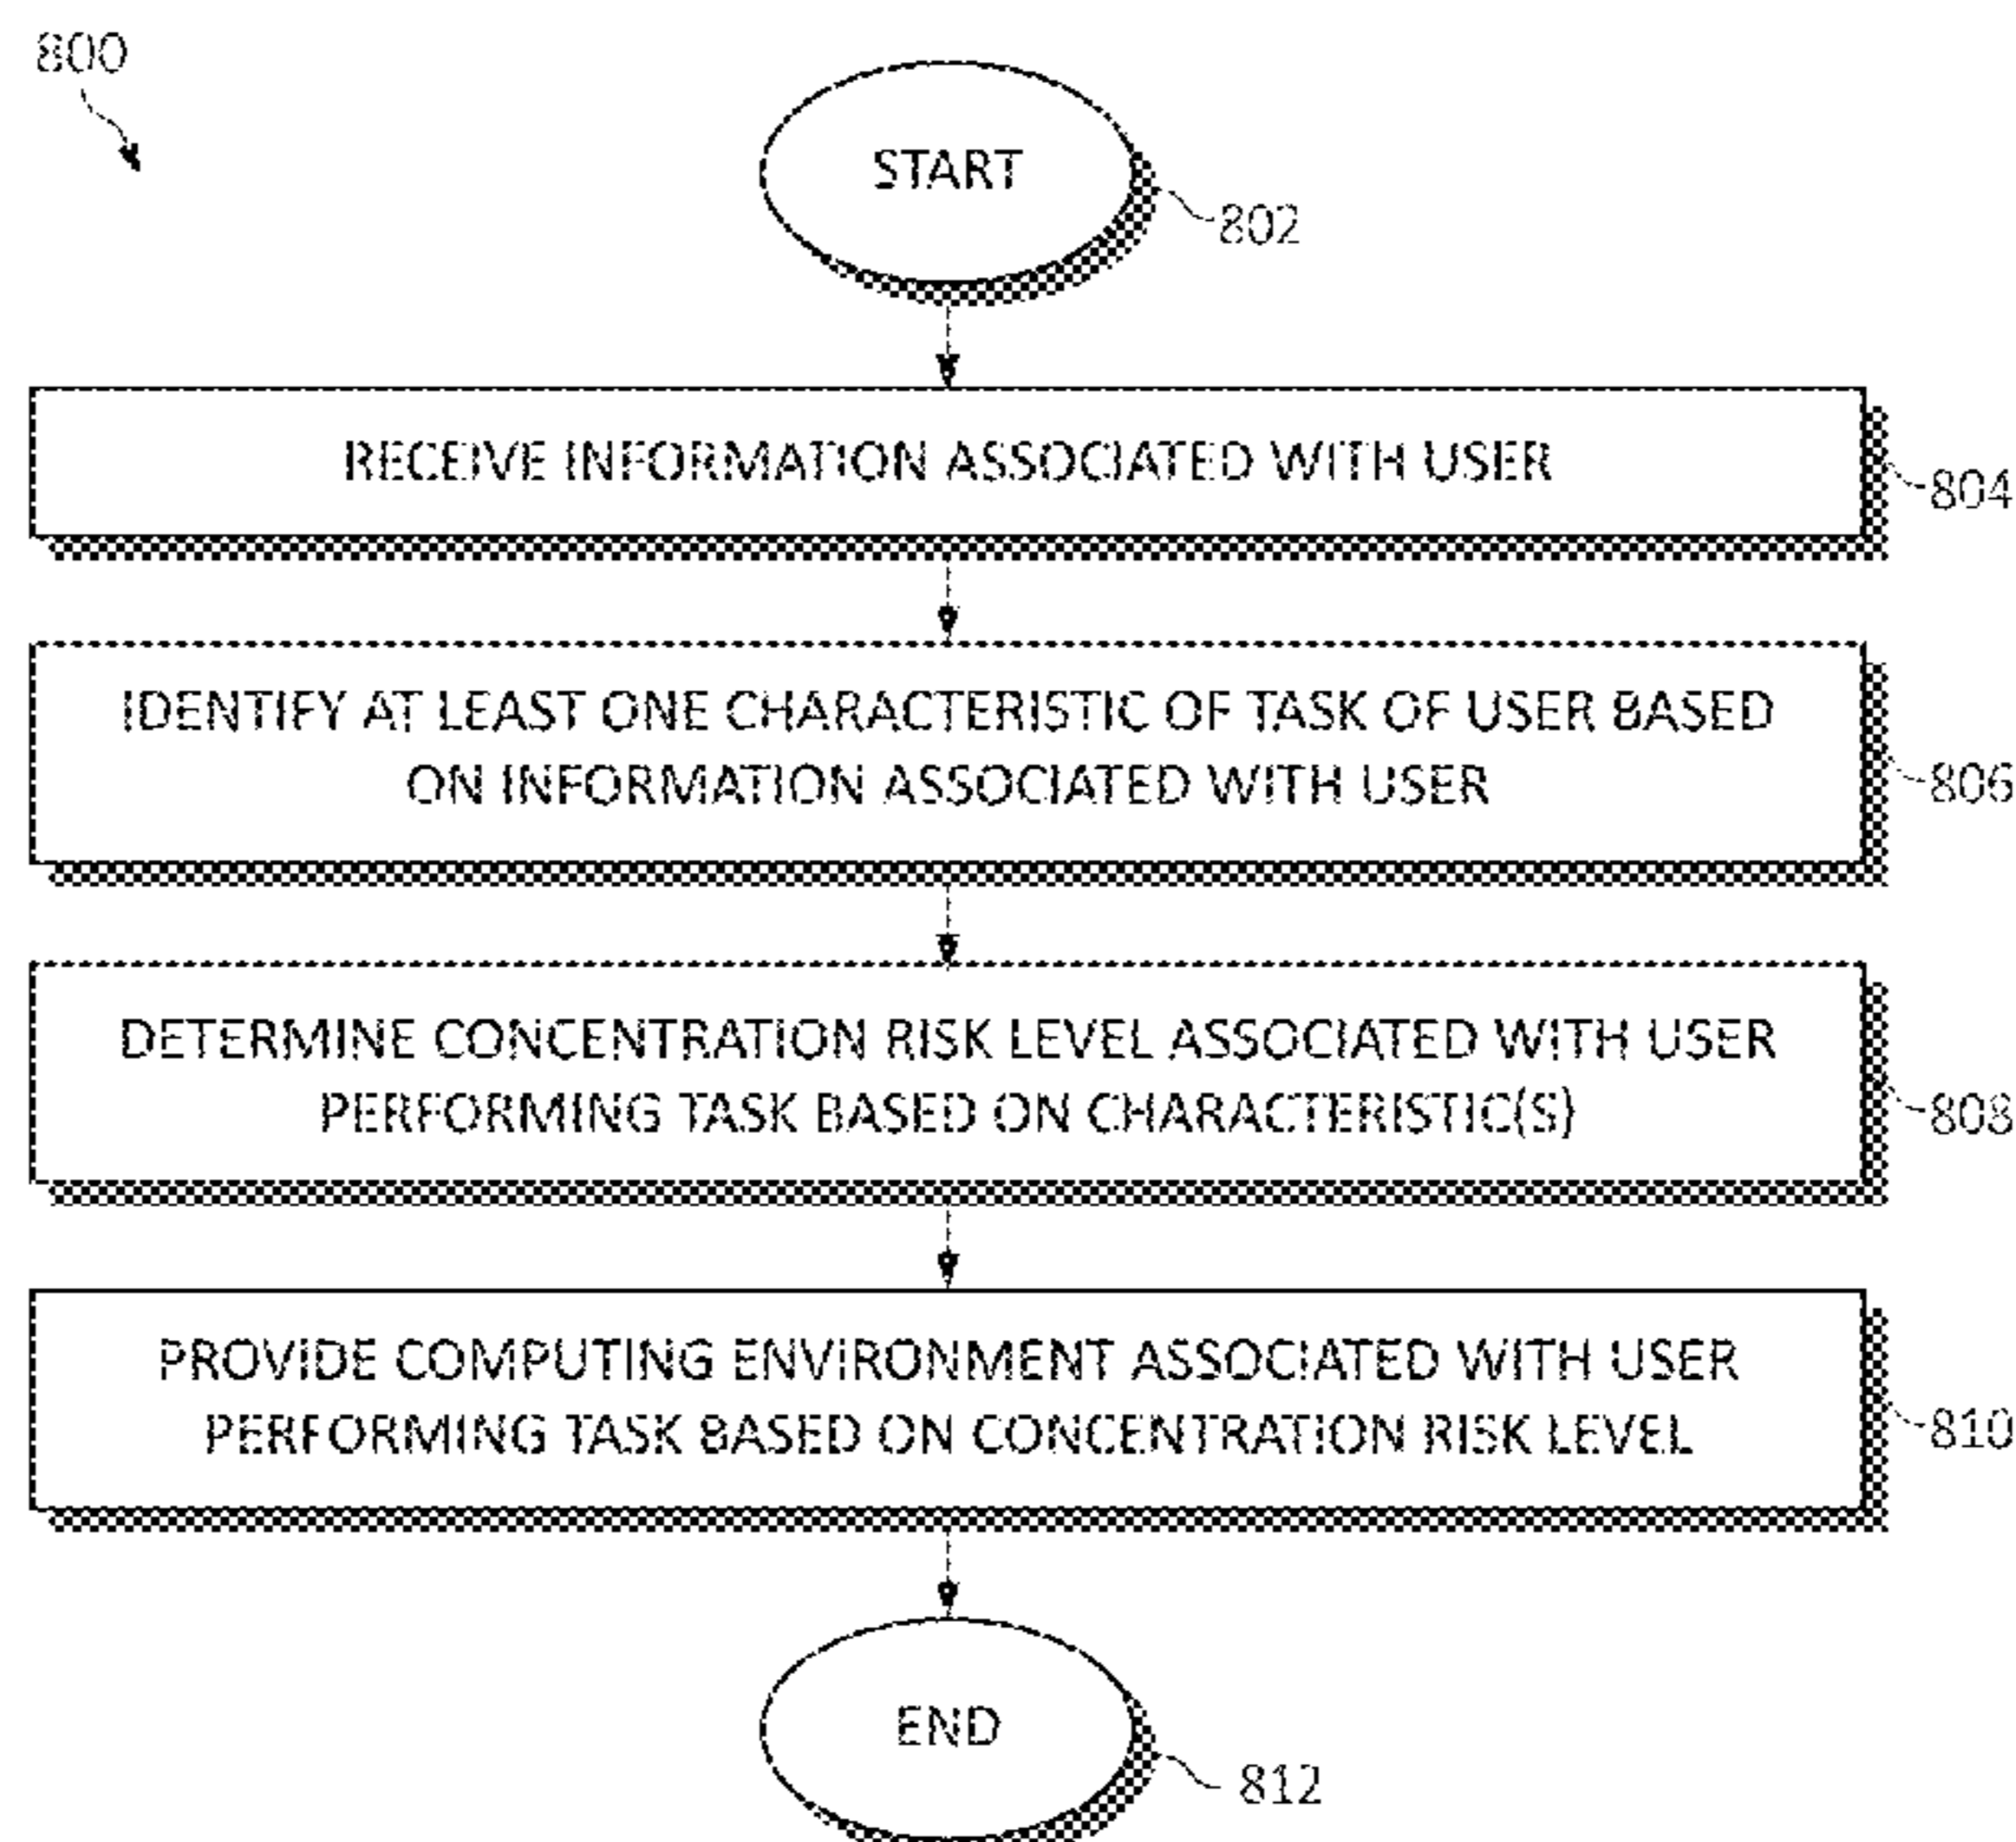 800
START
802
RECEIVE INFORMATION ASSOCIATED WITH USER
804
IDENTIFY AT LEAST ONE CHARACTERISTIC OF TASK OF USER BASED
ON INFORMATION ASSOCIATED WITH USER
806
DETERMINE CONCENTRATION RISK LEVEL ASSOCIATED WITH USER
PERFORMING TASK BASED ON CHARACTERISTIC(S)
808
PROVIDE COMPUTING ENVIRONMENT ASSOCIATED WITH USER
PERFORMING TASK BASED ON CONCENTRATION RISK LEVEL
810
END
812